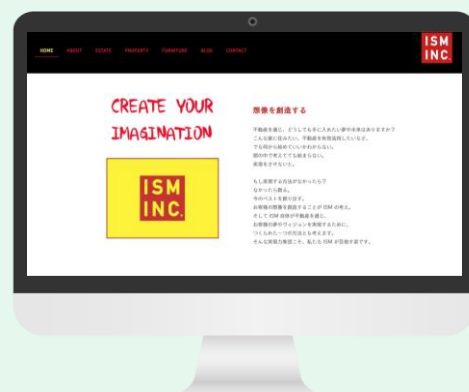 HOME ABOUT ESTATE PROPERTY FURNITURE BLOG CONTACT
ISM
INC.
CREATE YOUR
IMAGINATION
ISM
INC.
想像を創造する
不動産を通じ、どうしても手に入れたい夢や未来はありますか？
こんな家に住みたい、不動産を有効活用したいなど、
でも何から始めていいかわからない。
頭の中で考えてても始まらない。
実現をさせないと。
もし実現する方法がなかったら？
なかったら創る。
今のベストを創り出す。
お客様の想像を創造することが ISM の考え。
そして ISM 自体が不動産を通じ、
お客様の夢やヴィジョンを実現するために、
つくられた一つの方法とも考えます。
そんな実現力集団こそ、私たち ISM が目指す姿です。